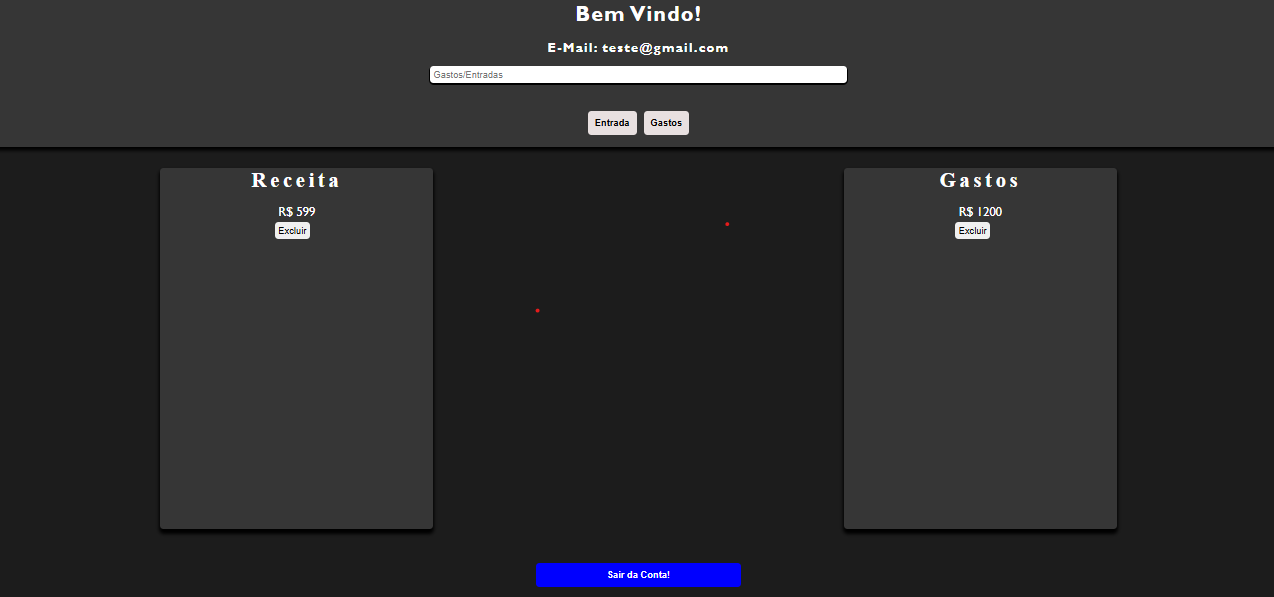 Bem Vindo!
E-Mail: teste@gmail.com
Gastos/Entradas
Entrada Gastos
Receita
R$ 599
Excluir
Gastos
R$ 1200
Excluir
Sair da Conta!